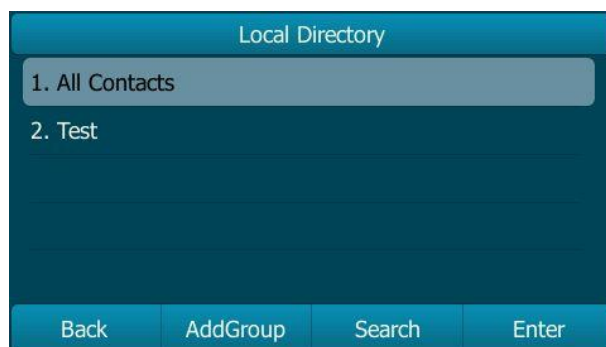 Local Directory
1. All Contacts
2. Test
Back AddGroup Search Enter